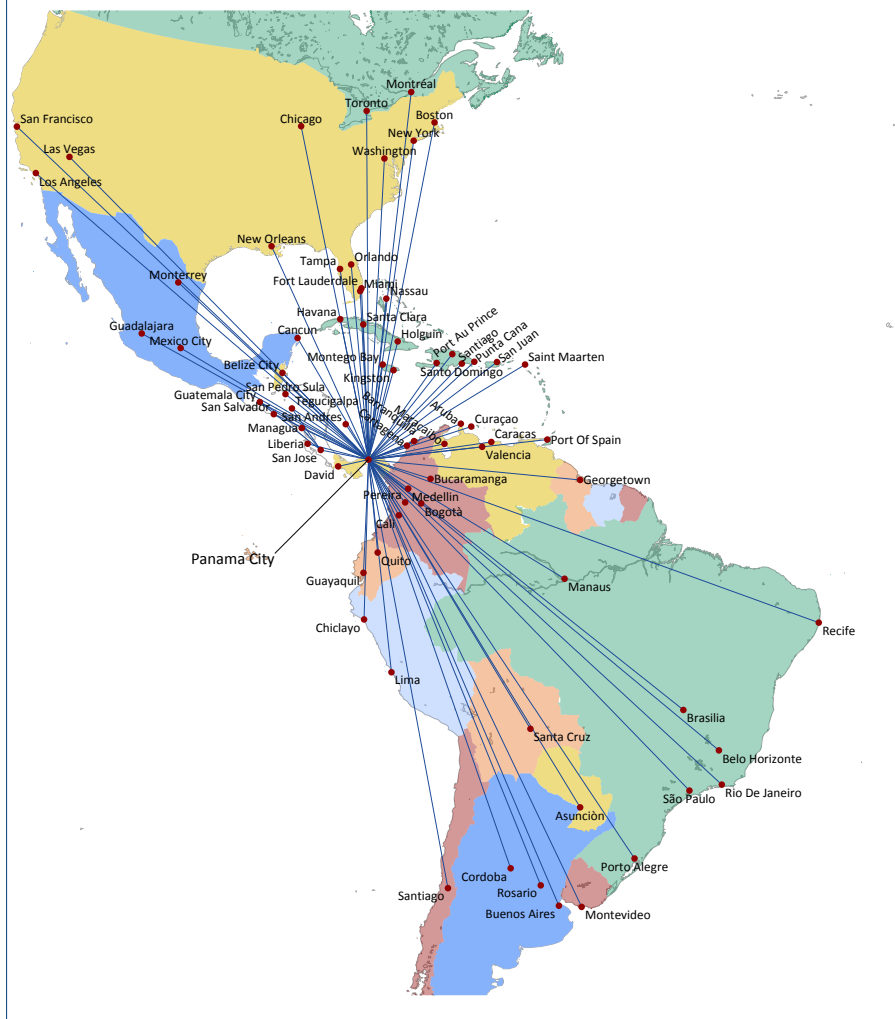 Montréal
Toronto
Boston
San Francisco
Chicago
New York
Las Vegas
Washington
Los Angeles
New Orleans
Orlando
Tampa
Monterrey
Fort Lauderdale
Miami
Nassau
Havana
Santa Clara
Guadalajara
Cancun
Holguin
Port Au Prince
Santiago
Punta Cana
San Juan
Mexico City
Montego Bay
Saint Maarten
Belize City
Santo Domingo
Kingston
San Pedro Sula
Guatemala City
Tegucigalpa
San Salvador
San Andres
Barranquilla
Maracaibo
Aruba
Cartagena
Curaçao
Managua
Caracas
Port Of Spain
Liberia
San Jose
Valencia
David
Bucaramanga
Georgetown
Pereira
Medellin
Bogotà
Cali
Panama City
Quito
Guayaquil
Manaus
Chiclayo
Recife
Lima
Brasilia
Santa Cruz
Belo Horizonte
Rio De Janeiro
São Paulo
Asunciòn
Porto Alegre
Cordoba
Santiago
Rosario
Buenos Aires
Montevideo